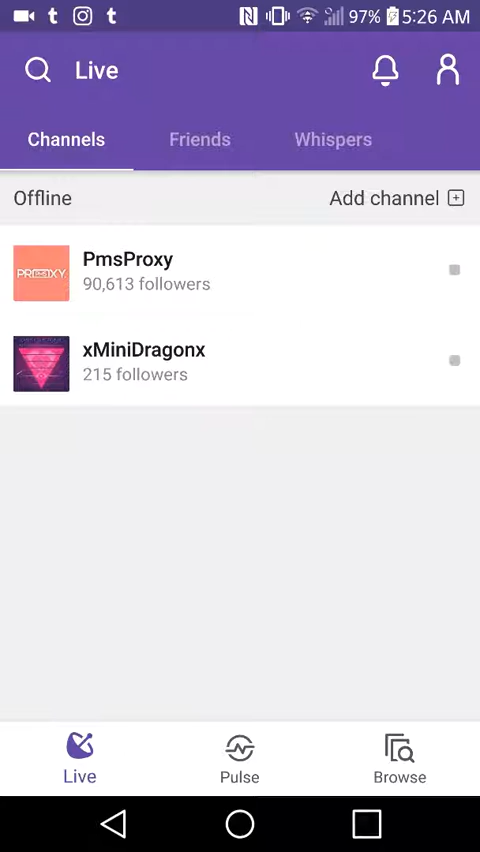 97% 5:26 AM
Live
Channels Friends Whispers
Offline Add channel
PROXY
PmsProxy
90,613 followers
xMiniDragonx
215 followers
Live Pulse Browse